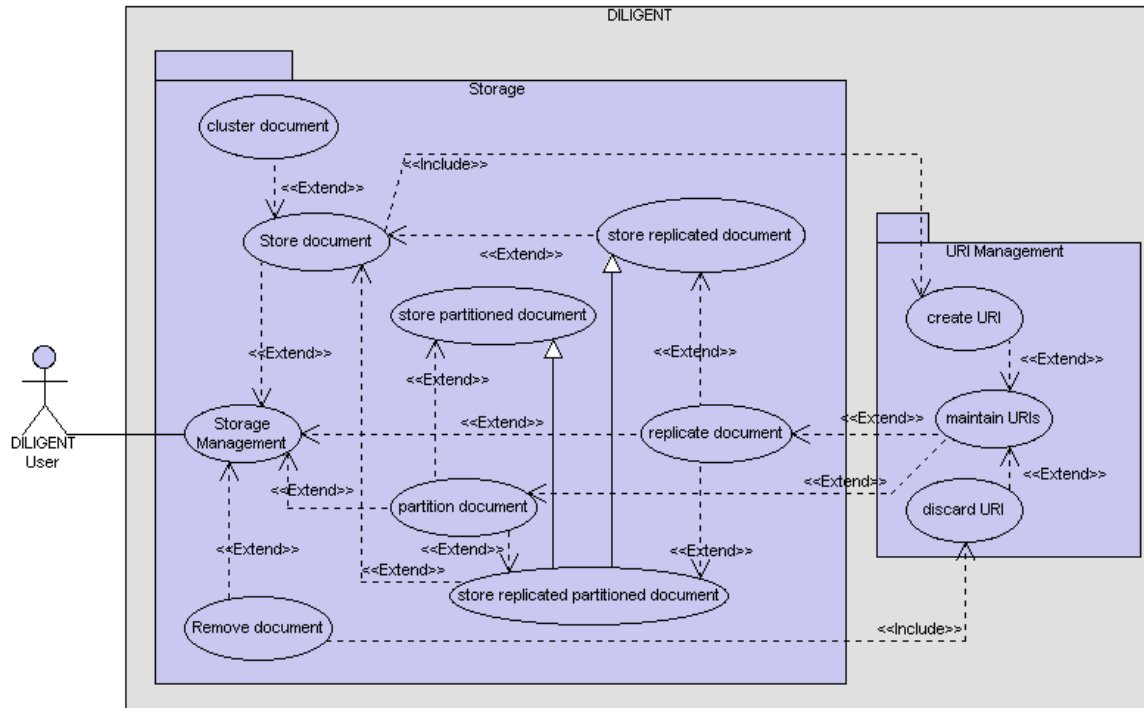 DILIGENT
Storage
cluster document
<<Include>>
<<Extend>>
Store document
store replicated document
<<Extend>>
URI Management
store partitioned document
create URI
<<Extend>>
<<Extend>>
<<Extend>>
<<Extend>>
DILIGENT
User
Storage
Management
<<Extend>>
replicate document
<<Extend>>
maintain URIs
<<Extend>>
<<Extend>>
<<Extend>>
partition document
discard URI
<<Extend>>
<<Extend>>
<<Extend>>
<<Extend>>
store replicated partitioned document
Remove document
<<Include>>